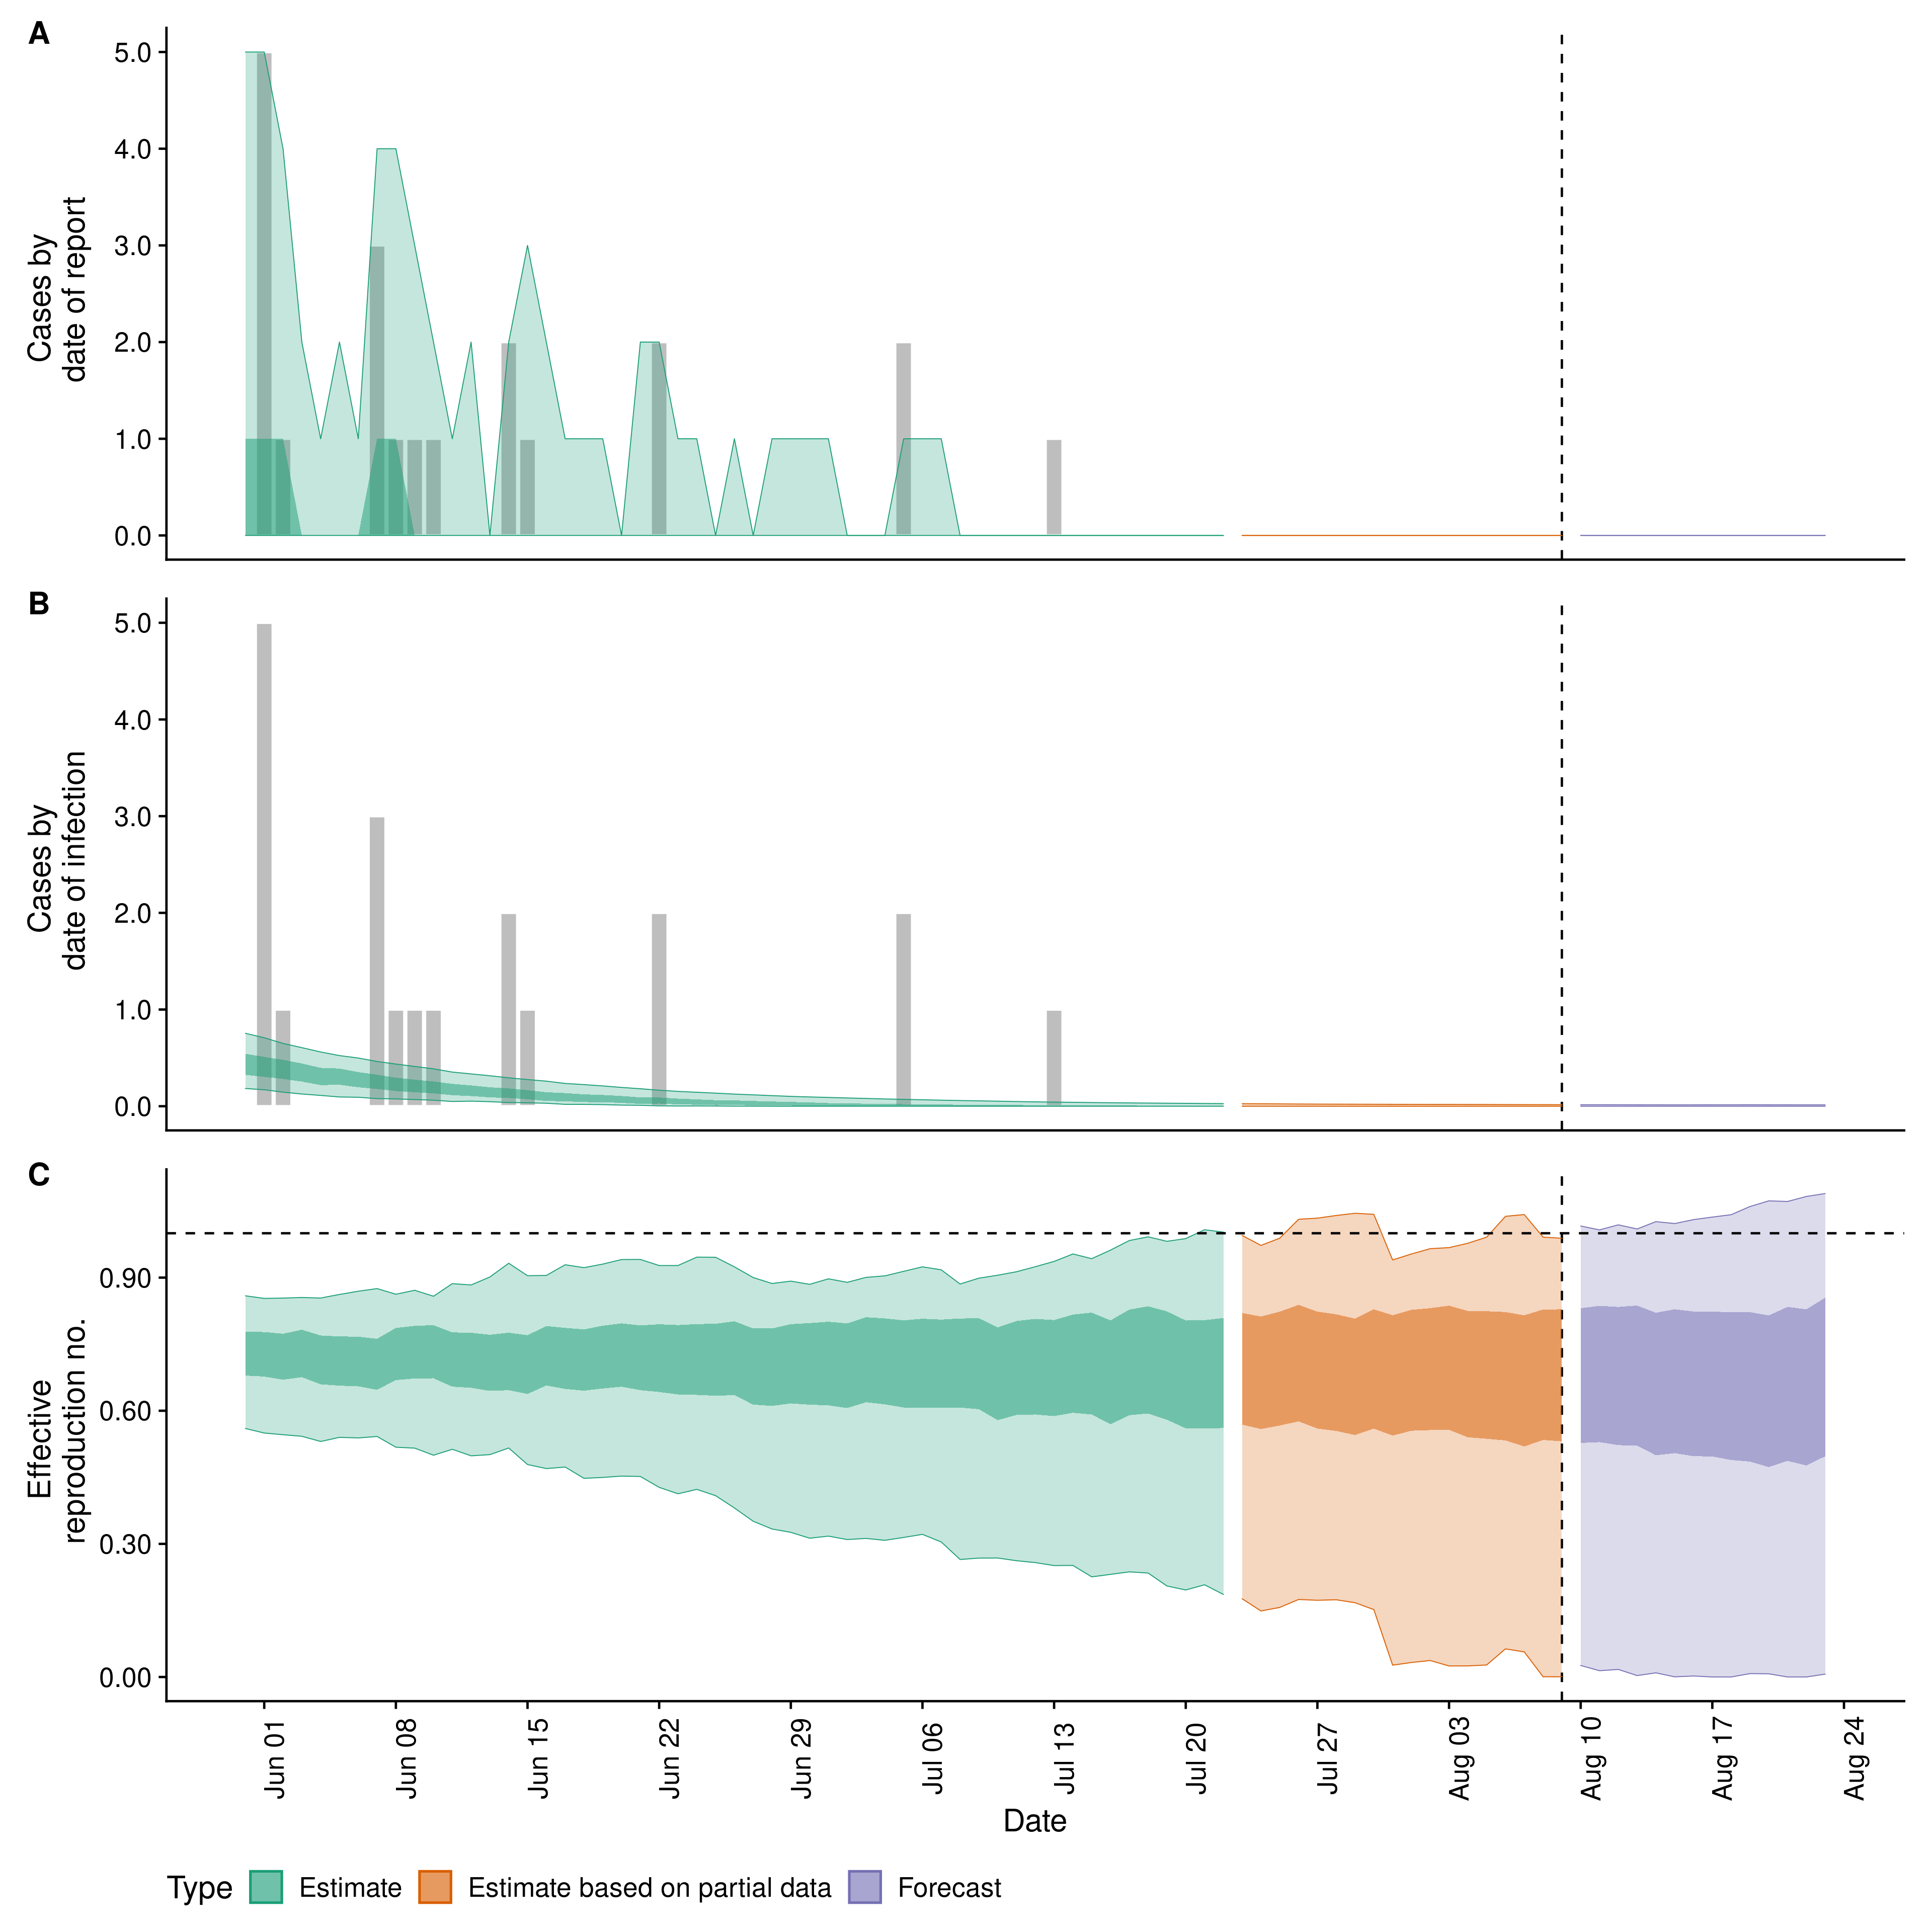 A
5.0
4.0
3.0
2.0
1.0
0.0
Cases by
date of report
B
5.0
4.0
3.0
2.0
1.0
0.0
Cases by
date of infection
C
0.90
0.60
0.30
0.00
Effective
reproduction no.
Jun 01
Jun 08
Jun 15
Jun 22
Jun 29
Jul 06
Jul 13
Jul 20
Jul 27
Aug 03
Aug 10
Aug 17
Aug 24
Date
Type Estimate Estimate based on partial data Forecast